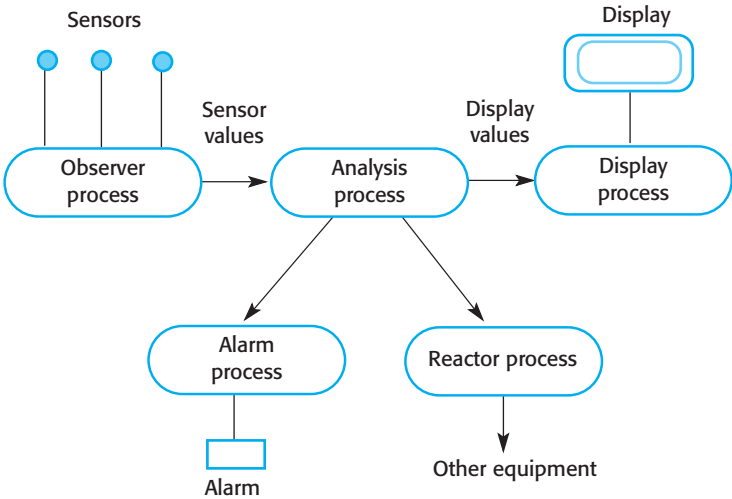 Sensors
Display
Sensor
values
Display
values
Observer
process
Analysis
process
Display
process
Alarm
process
Reactor process
Alarm
Other equipment